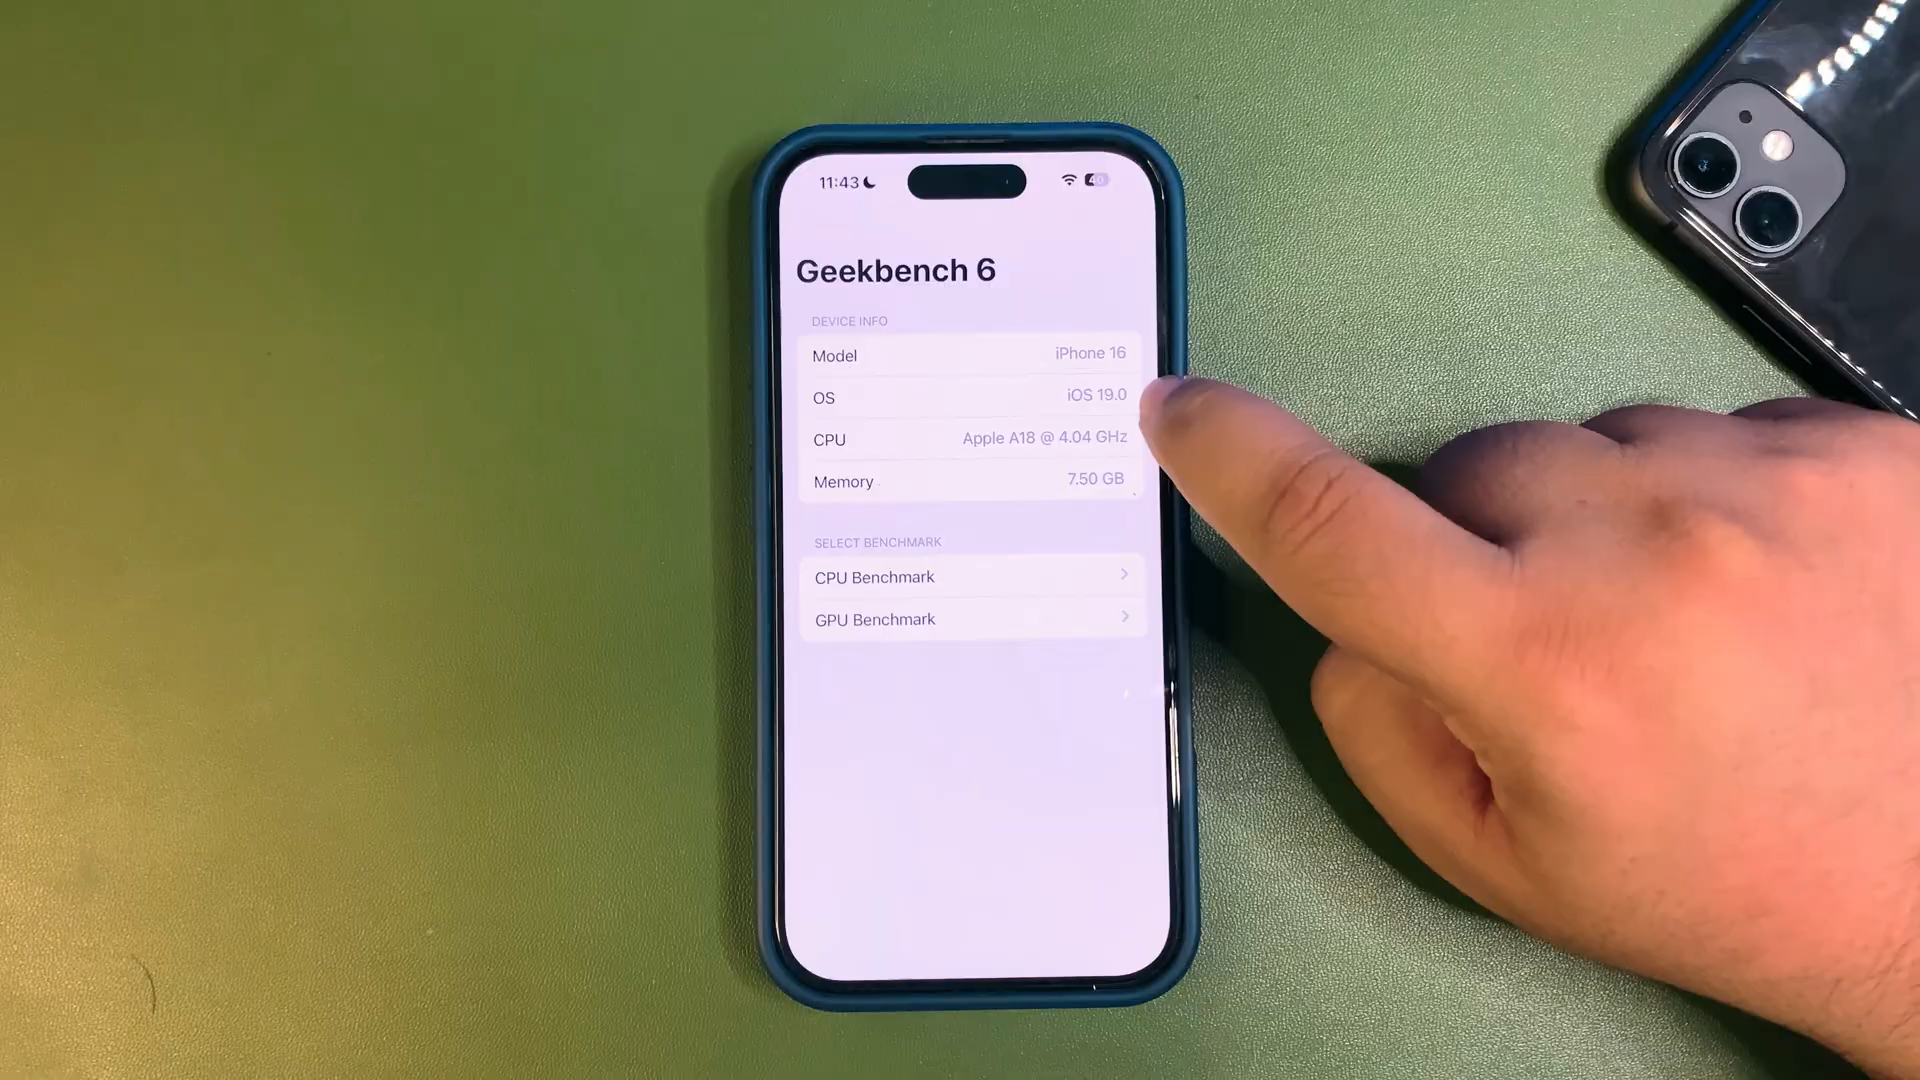 11:43
40
Geekbench 6
DEVICE INFO
Model iPhone 16
OS iOS 19.0
CPU Apple A18 @ 4.04 GHz
Memory 7.50 GB
SELECT BENCHMARK
CPU Benchmark
GPU Benchmark